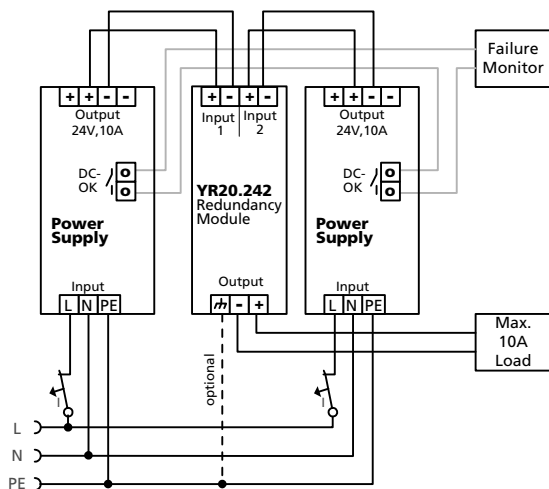 Failure
Monitor
+ + - -
Output
24V,10A
DC-
OK
Power
Supply
Input
L N PE
+ - + -
Input
1
Input
2
YR20.242
Redundancy
Module
Output
- +
+ + - -
Output
24V,10A
DC-
OK
Power
Supply
Input
L N PE
Max.
10A
Load
optional
I
I
L
N
PE